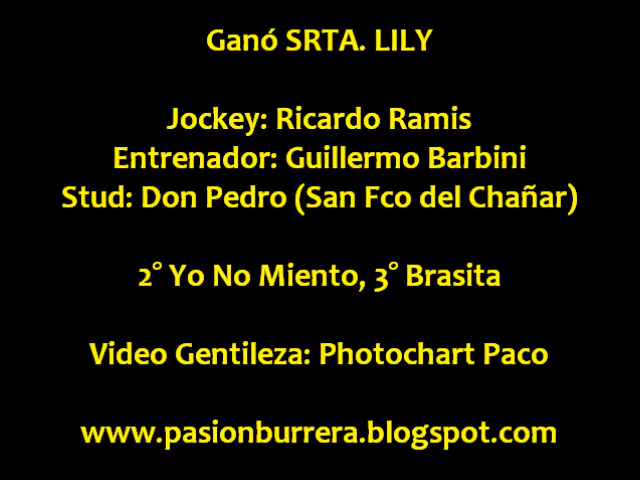 Ganó SRTA. LILY
Jockey: Ricardo Ramis
Entrenador: Guillermo Barbini
Stud: Don Pedro (San Fco del Chañar)
2° Yo No Miento, 3° Brasita
Video Gentileza: Photochart Paco
www.pasionburrera.blogspot.com